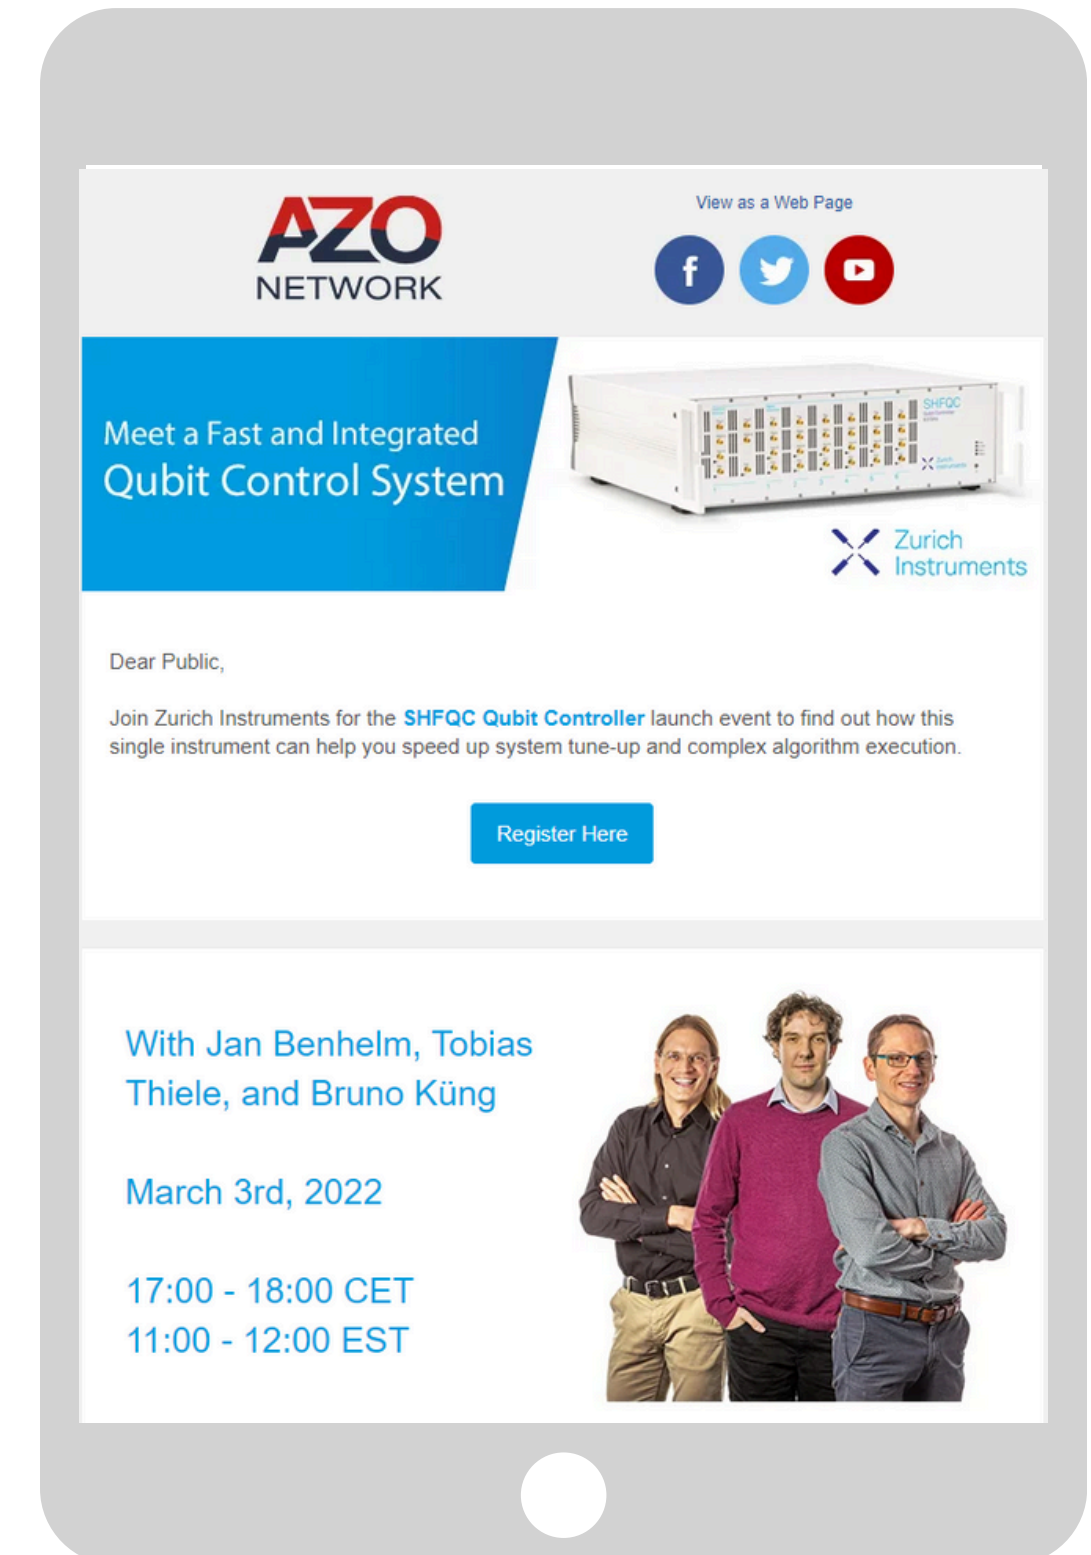 AZO
NETWORK
View as a Web Page
Meet a Fast and Integrated
Qubit Control System
SHFQC
Zurich
Instruments
Dear Public,
Join Zurich Instruments for the SHFQC Qubit Controller launch event to find out how this
single instrument can help you speed up system tune-up and complex algorithm execution.
Register Here
With Jan Benhelm, Tobias
Thiele, and Bruno Küng
March 3rd, 2022
17:00 - 18:00 CET
11:00 - 12:00 EST